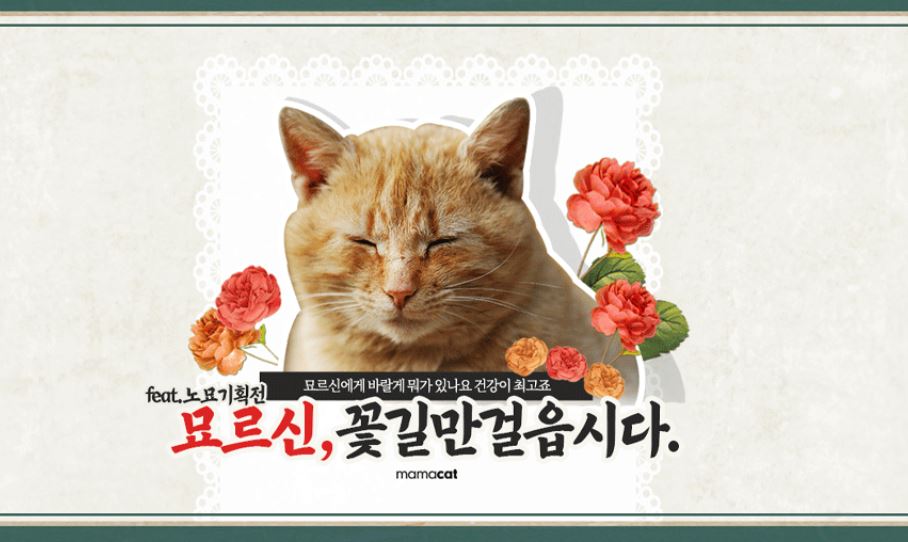 묘르신에게 바랄게 뭐가 있나요 건강이 최고죠
feat.노묘기획전
묘르신, 꽃길만 걸읍시다.
mamacat